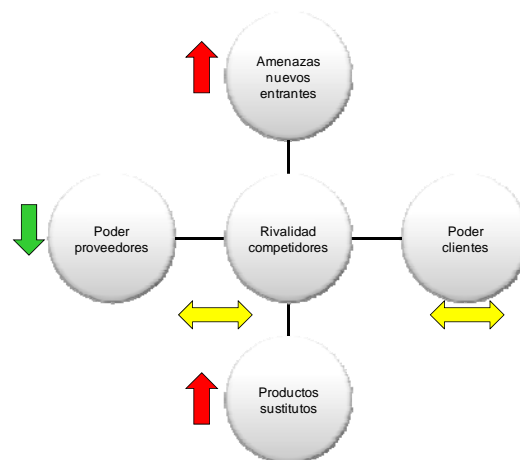 Amenazas
nuevos
entrantes
Poder
proveedores
Rivalidad
competidores
Poder
clientes
Productos
sustitutos